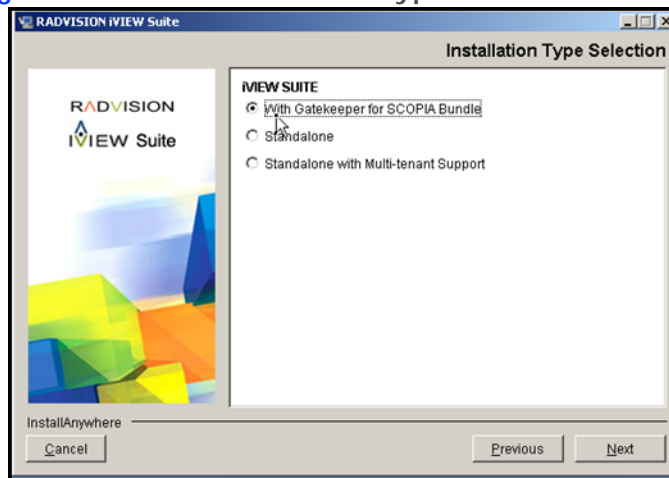 RADVISION iVIEW Suite
Installation Type Selection
RADVISION
iVIEW Suite
iVIEW SUITE
With Gatekeeper for SCOPIA Bundle
Standalone
Standalone with Multi-tenant Support
InstallAnywhere
Cancel
Previous
Next